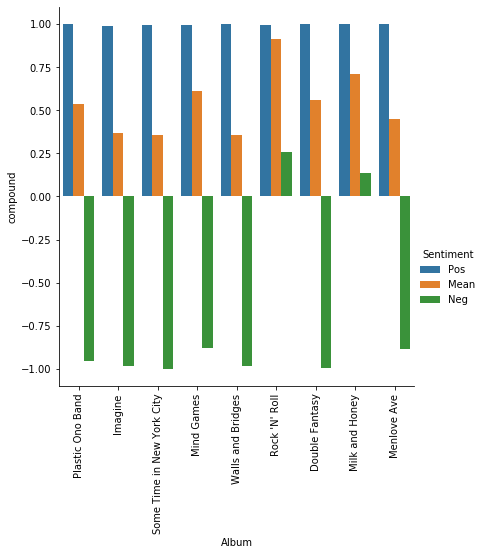 1.00
0.75
0.50
0.25
0.00
−0.25
−0.50
−0.75
−1.00
compound
Plastic Ono Band
Imagine
Some Time in New York City
Mind Games
Walls and Bridges
Rock 'N' Roll
Double Fantasy
Milk and Honey
Menlove Ave
Album
Sentiment
Pos
Mean
Neg